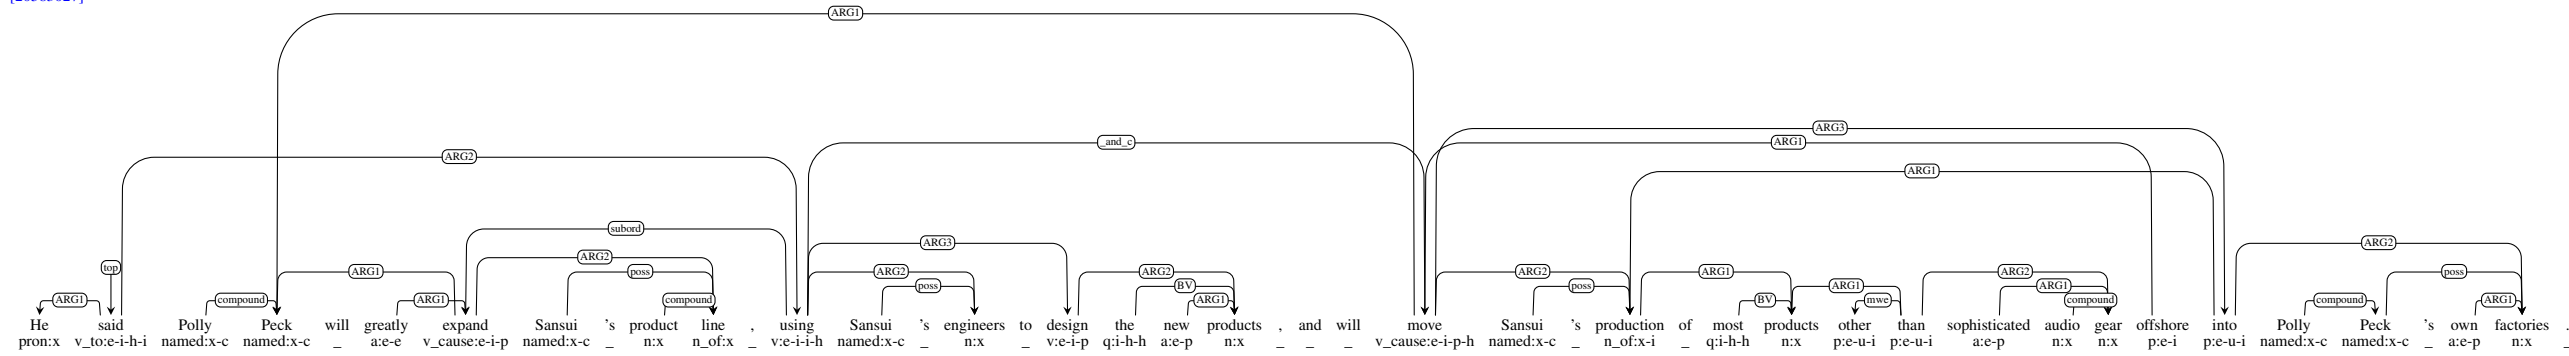 ARG1
ARG3
_and_c ARG1
ARG2
ARG1
subord
ARG3 ARG2
ARG2
top ARG1 poss ARG2 ARG2 ARG2 ARG1 ARG2 poss
poss BV poss ARG1 ARG1
ARG1 compound ARG1 compound ARG1 BV mwe compound compound ARG1
He said Polly Peck will greatly expand Sansui 's product line , using Sansui 's engineers to design the new products , and will move Sansui 's production of most products other than sophisticated audio gear offshore into Polly Peck 's own factories .
pron:x v_to:e-i-h-i named:x-c named:x-c _ a:e-e v_cause:e-i-p named:x-c _ n:x n_of:x _ v:e-i-i-h named:x-c _ n:x _ v:e-i-p q:i-h-h a:e-p n:x _ _ _ v_cause:e-i-p-h named:x-c _ n_of:x-i _ q:i-h-h n:x p:e-u-i p:e-u-i a:e-p n:x n:x p:e-i p:e-u-i named:x-c named:x-c _ a:e-p n:x _